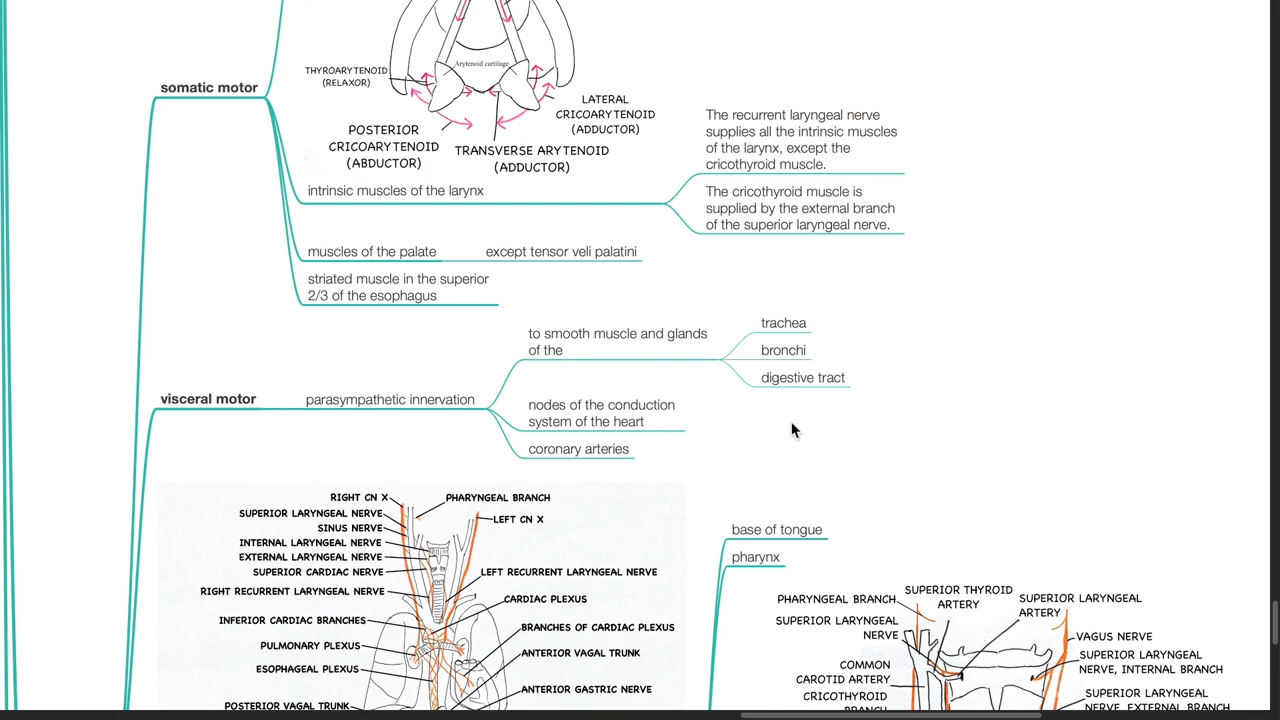 Arytenoid cartilage
THYROARYTENOID
(RELAXOR)
somatic motor
LATERAL
CRICOARYTENOID
(ADDUCTOR)
POSTERIOR
CRICOARYTENOID
(ABDUCTOR)
TRANSVERSE ARYTENOID
(ADDUCTOR)
The recurrent laryngeal nerve
supplies all the intrinsic muscles
of the larynx, except the
cricothyroid muscle.
intrinsic muscles of the larynx
The cricothyroid muscle is
supplied by the external branch
of the superior laryngeal nerve.
muscles of the palate
except tensor veli palatini
striated muscle in the superior
2/3 of the esophagus
to smooth muscle and glands
of the
trachea
bronchi
digestive tract
visceral motor
parasympathetic innervation
nodes of the conduction
system of the heart
coronary arteries
RIGHT CN X
PHARYNGEAL BRANCH
SUPERIOR LARYNGEAL NERVE
LEFT CN X
SINUS NERVE
INTERNAL LARYNGEAL NERVE
EXTERNAL LARYNGEAL NERVE
SUPERIOR CARDIAC NERVE
LEFT RECURRENT LARYNGEAL NERVE
RIGHT RECURRENT LARYNGEAL NERVE
CARDIAC PLEXUS
INFERIOR CARDIAC BRANCHES
BRANCHES OF CARDIAC PLEXUS
PULMONARY PLEXUS
ANTERIOR VAGAL TRUNK
ESOPHAGEAL PLEXUS
ANTERIOR GASTRIC NERVE
POSTERIOR VAGAL TRUNK
base of tongue
pharynx
PHARYNGEAL BRANCH
SUPERIOR THYROID
ARTERY
SUPERIOR LARYNGEAL
ARTERY
SUPERIOR LARYNGEAL
NERVE
VAGUS NERVE
SUPERIOR LARYNGEAL
NERVE, INTERNAL BRANCH
COMMON
CAROTID ARTERY
CRICOTHYROID
BRANCH
SUPERIOR LARYNGEAL
NERVE, EXTERNAL BRANCH